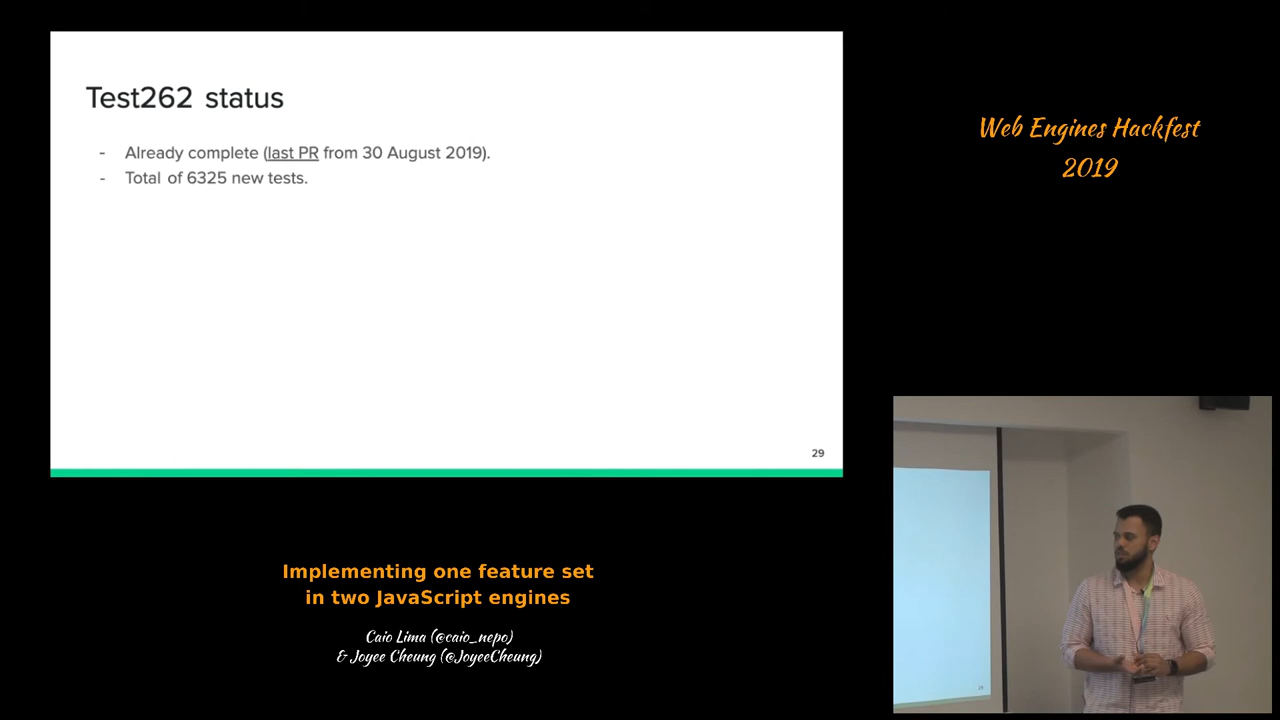 Test262 status
- Already complete (last PR from 30 August 2019).
- Total of 6325 new tests.
29
Web Engines Hackfest
2019
Implementing one feature set
in two JavaScript engines
Caio Lima (@caio_nepo)
& Joyee Cheung (@JoyeeCheung)
29